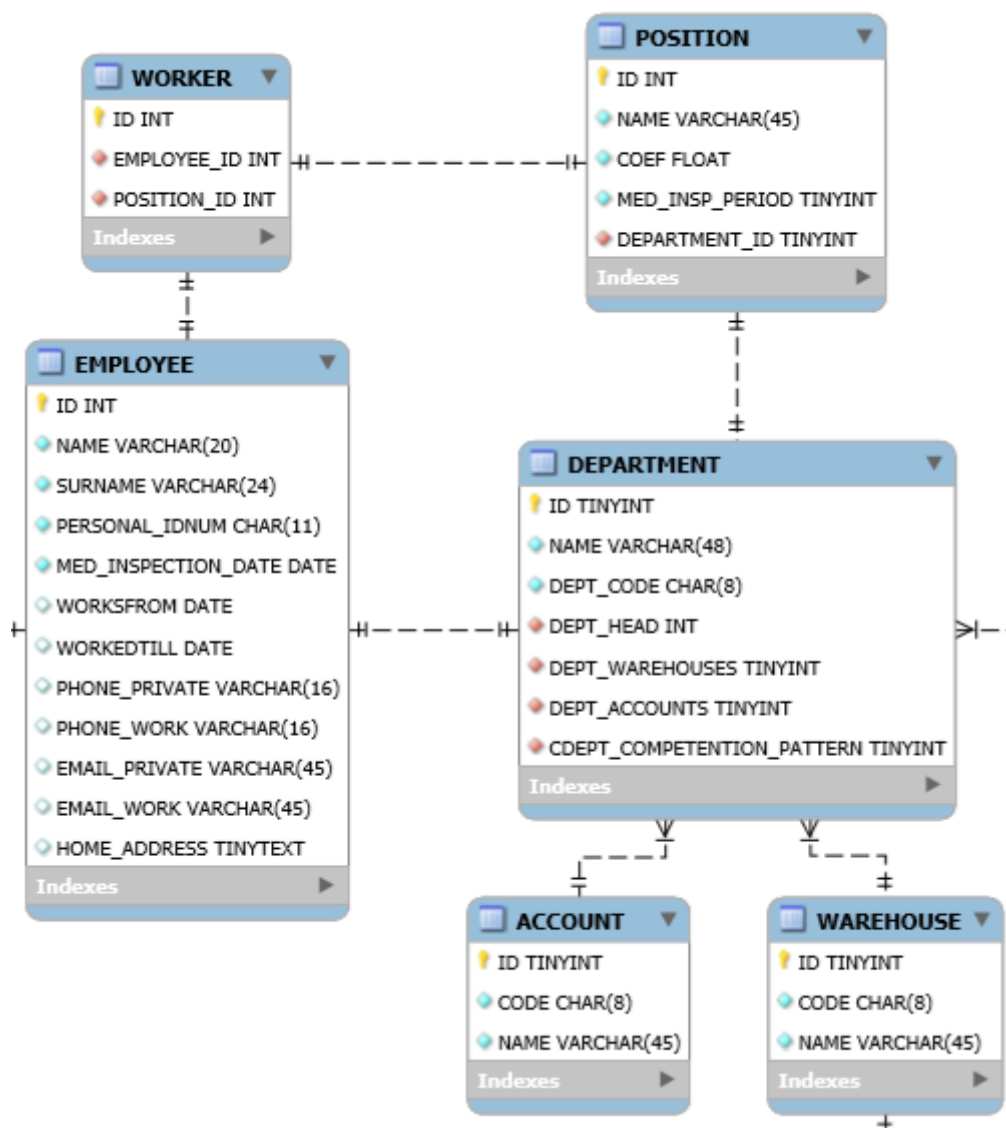 WORKER
ID INT
EMPLOYEE_ID INT
POSITION_ID INT
Indexes
POSITION
ID INT
NAME VARCHAR(45)
COEF FLOAT
MED_INSP_PERIOD TINYINT
DEPARTMENT_ID TINYINT
Indexes
EMPLOYEE
ID INT
NAME VARCHAR(20)
SURNAME VARCHAR(24)
PERSONAL_IDNUM CHAR(11)
MED_INSPECTION_DATE DATE
WORKSFROM DATE
WORKEDTILL DATE
PHONE_PRIVATE VARCHAR(16)
PHONE_WORK VARCHAR(16)
EMAIL_PRIVATE VARCHAR(45)
EMAIL_WORK VARCHAR(45)
HOME_ADDRESS TINYTEXT
Indexes
DEPARTMENT
ID TINYINT
NAME VARCHAR(48)
DEPT_CODE CHAR(8)
DEPT_HEAD INT
DEPT_WAREHOUSES TINYINT
DEPT_ACCOUNTS TINYINT
CDEPT_COMPETENTION_PATTERN TINYINT
Indexes
ACCOUNT
ID TINYINT
CODE CHAR(8)
NAME VARCHAR(45)
Indexes
WAREHOUSE
ID TINYINT
CODE CHAR(8)
NAME VARCHAR(45)
Indexes